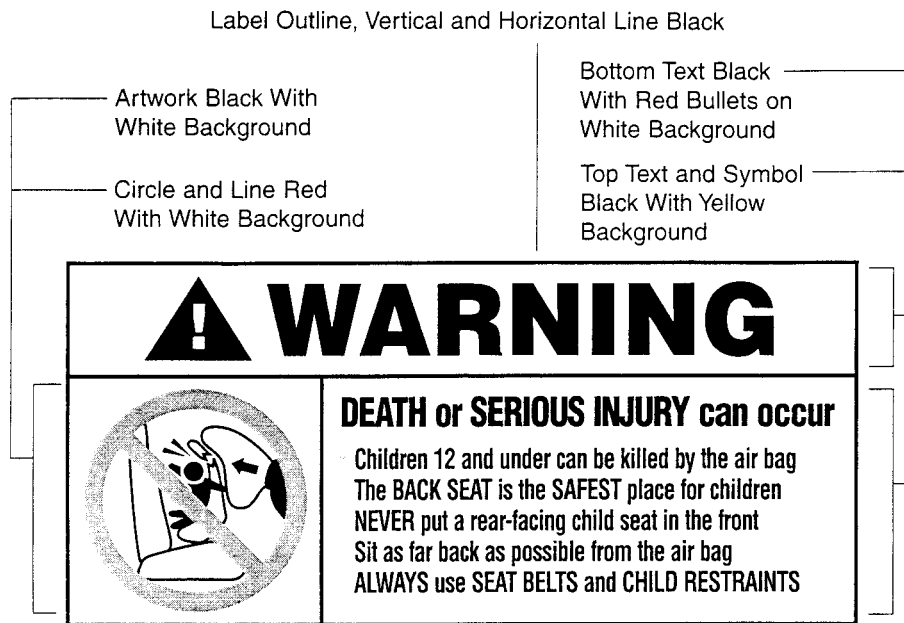 Label Outline, Vertical and Horizontal Line Black
Artwork Black With
White Background
Bottom Text Black
With Red Bullets on
White Background
Circle and Line Red
With White Background
Top Text and Symbol
Black With Yellow
Background
! WARNING
DEATH or SERIOUS INJURY can occur
Children 12 and under can be killed by the air bag
The BACK SEAT is the SAFEST place for children
NEVER put a rear-facing child seat in the front
Sit as far back as possible from the air bag
ALWAYS use SEAT BELTS and CHILD RESTRAINTS